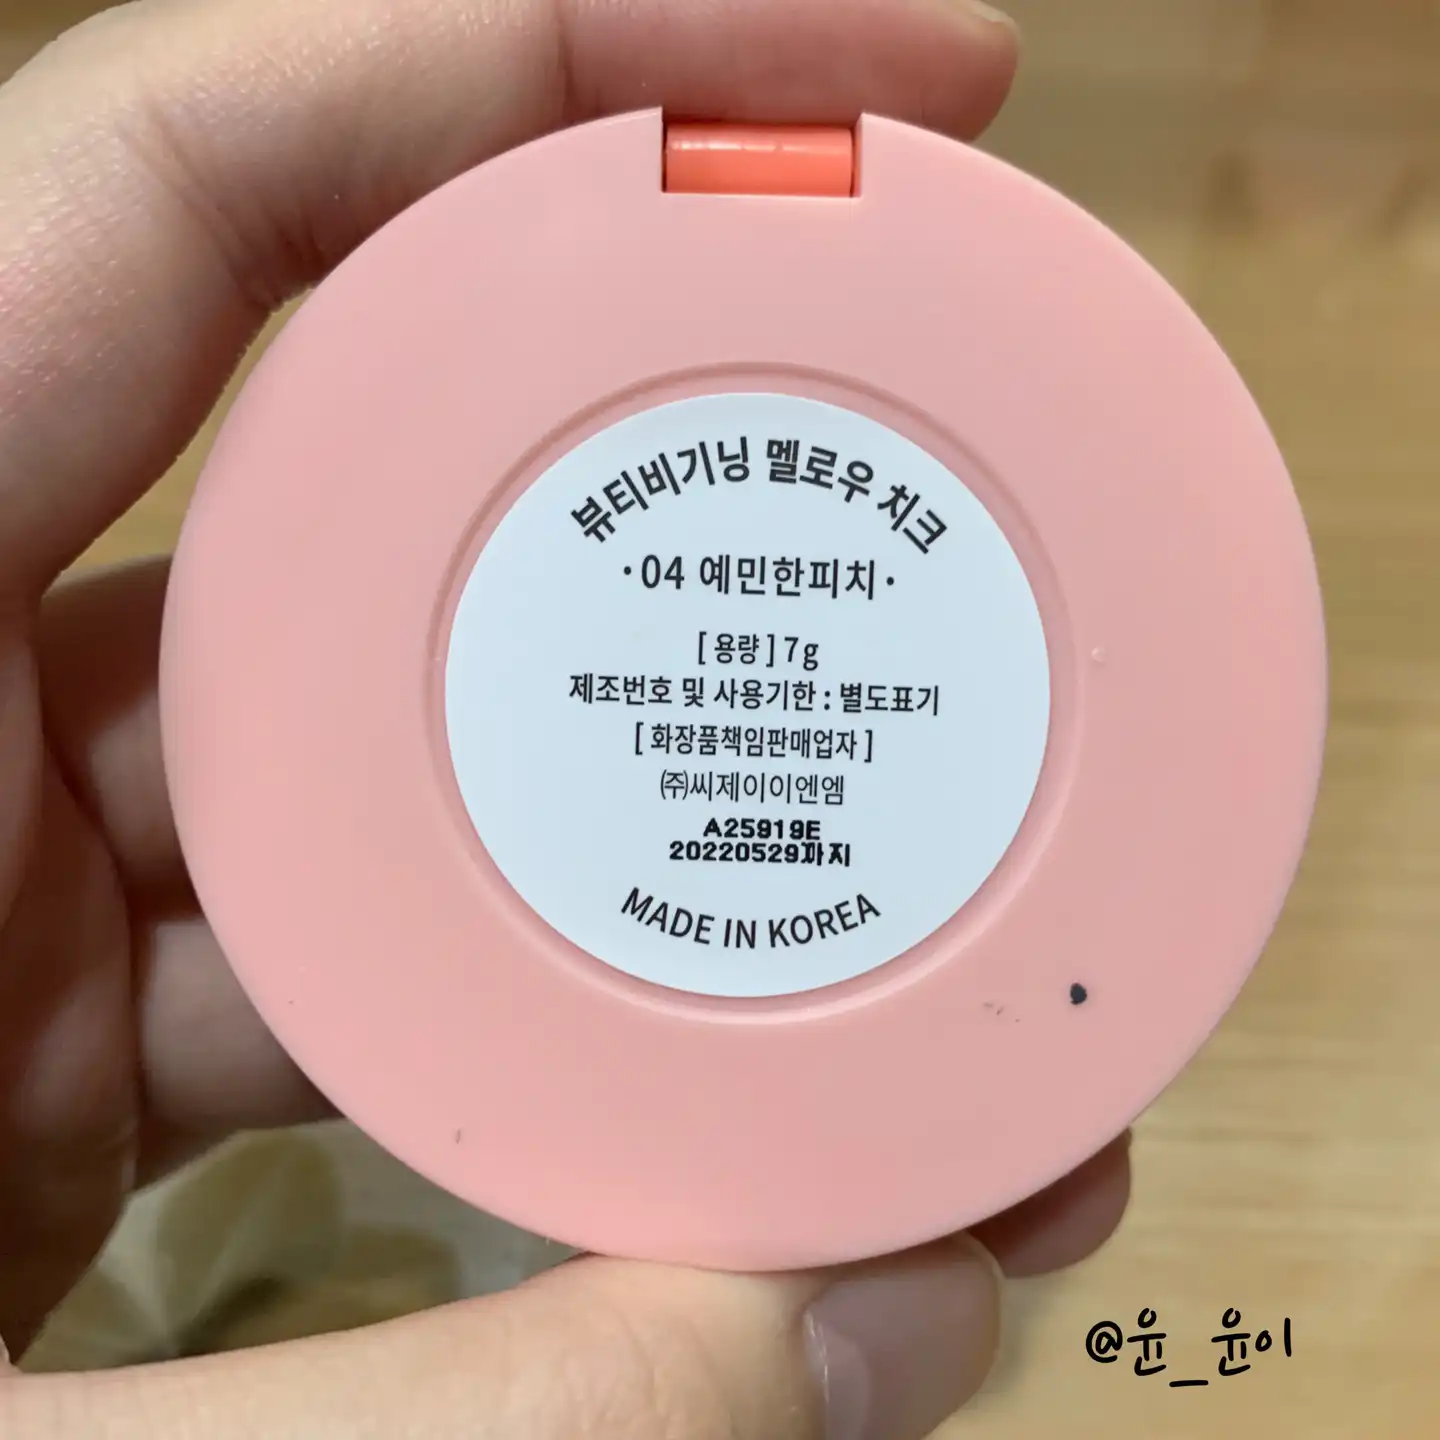 뷰티비기닝 멜로우 치크
·04 예민한피치·
[ 용량 ] 7g
제조번호 및 사용기한 : 별도표기
[ 화장품책임판매업자 ]
㈜씨제이이엔엠
A25919E
20220529까지
MADE IN KOREA
@윤_윤이